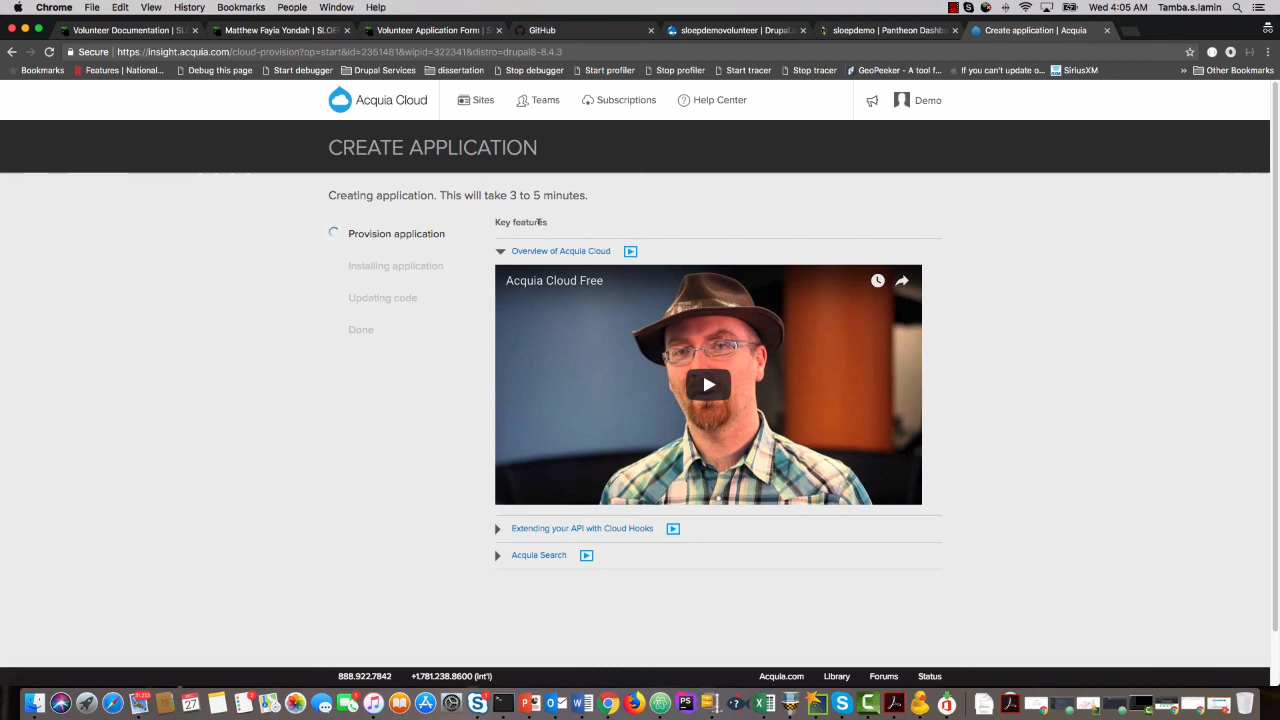 Chrome File Edit View History Bookmarks People Window Help
Wed 4:05 AM Tamba.s.lamin
Volunteer Documentation | SLO
Matthew Fayia Yondah | SLOE
Volunteer Application Form | S
GitHub
sloepdemovolunteer | Drupal.o
sloepdemo | Pantheon Dashbo
Create application | Acquia
Secure https://insight.acquia.com/cloud-provision?op=start&id=2351481&wipid=322341&distro=drupal8-8.4.3
Bookmarks Features | National... Debug this page Start debugger Drupal Services dissertation Stop debugger Start profiler Stop profiler Start tracer Stop tracer GeoPeeker - A tool f... If you can't update o... SiriusXM » Other Bookmarks
Acquia Cloud Sites Teams Subscriptions Help Center Demo
CREATE APPLICATION
Creating application. This will take 3 to 5 minutes.
Provision application
Installing application
Updating code
Done
Key features
Overview of Acquia Cloud
Acquia Cloud Free
Extending your API with Cloud Hooks
Acquia Search
888.922.7842 +1.781.238.8600 (Int'l) Acquia.com Library Forums Status